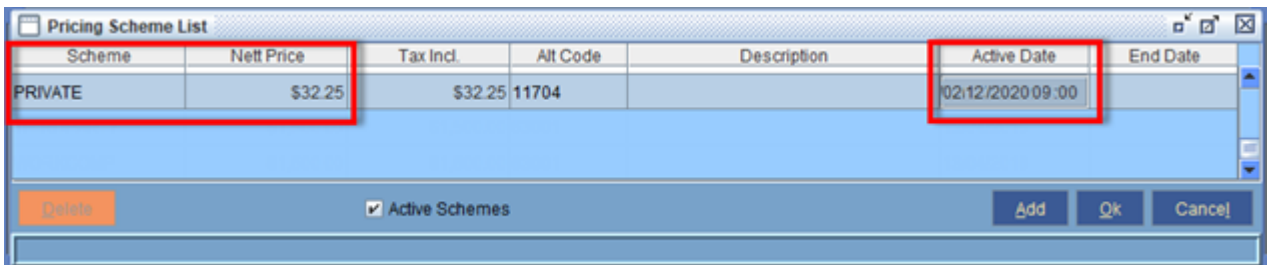 Pricing Scheme List
Scheme Nett Price Tax Incl. Alt Code Description Active Date End Date
PRIVATE $32.25 $32.25 11704 /02\12/2020 09:00
Delete Active Schemes Add Ok Cancel